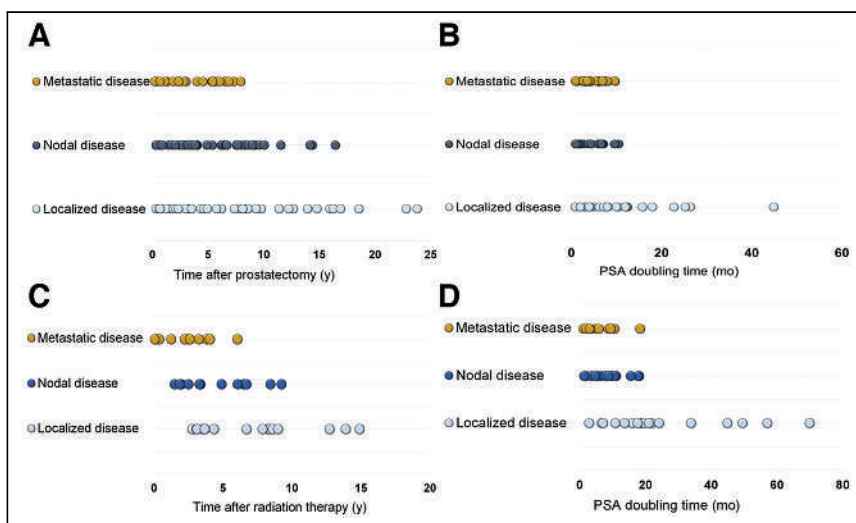 A
Metastatic disease
Nodal disease
Localized disease
0 5 10 15 20 25
Time after prostatectomy (y)
B
Metastatic disease
Nodal disease
Localized disease
0 20 40 60
PSA doubling time (mo)
C
Metastatic disease
Nodal disease
Localized disease
0 5 10 15 20
Time after radiation therapy (y)
D
Metastatic disease
Nodal disease
Localized disease
0 20 40 60 80
PSA doubling time (mo)